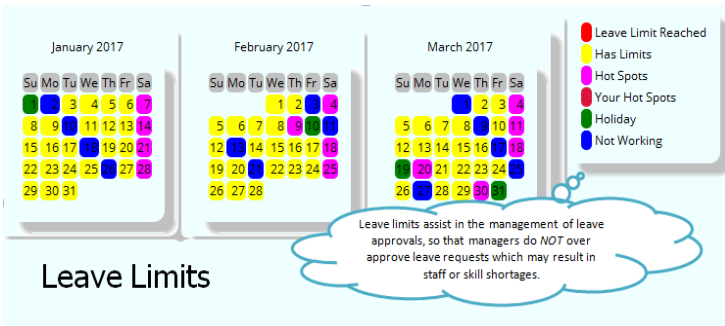 January 2017
Su Mo Tu We Th Fr Sa
1 2 3 4 5 6 7
8 9 10 11 12 13 14
15 16 17 18 19 20 21
22 23 24 25 26 27 28
29 30 31
February 2017
Su Mo Tu We Th Fr Sa
1 2 3 4
5 6 7 8 9 10 11
12 13 14 15 16 17 18
19 20 21 22 23 24 25
26 27 28
March 2017
Su Mo Tu We Th Fr Sa
1 2 3 4
5 6 7 8 9 10 11
12 13 14 15 16 17 18
19 20 21 22 23 24 25
26 27 28 29 30 31
Leave Limit Reached
Has Limits
Hot Spots
Your Hot Spots
Holiday
Not Working
Leave limits assist in the management of leave
approvals, so that managers do NOT over
approve leave requests which may result in
staff or skill shortages.
Leave Limits